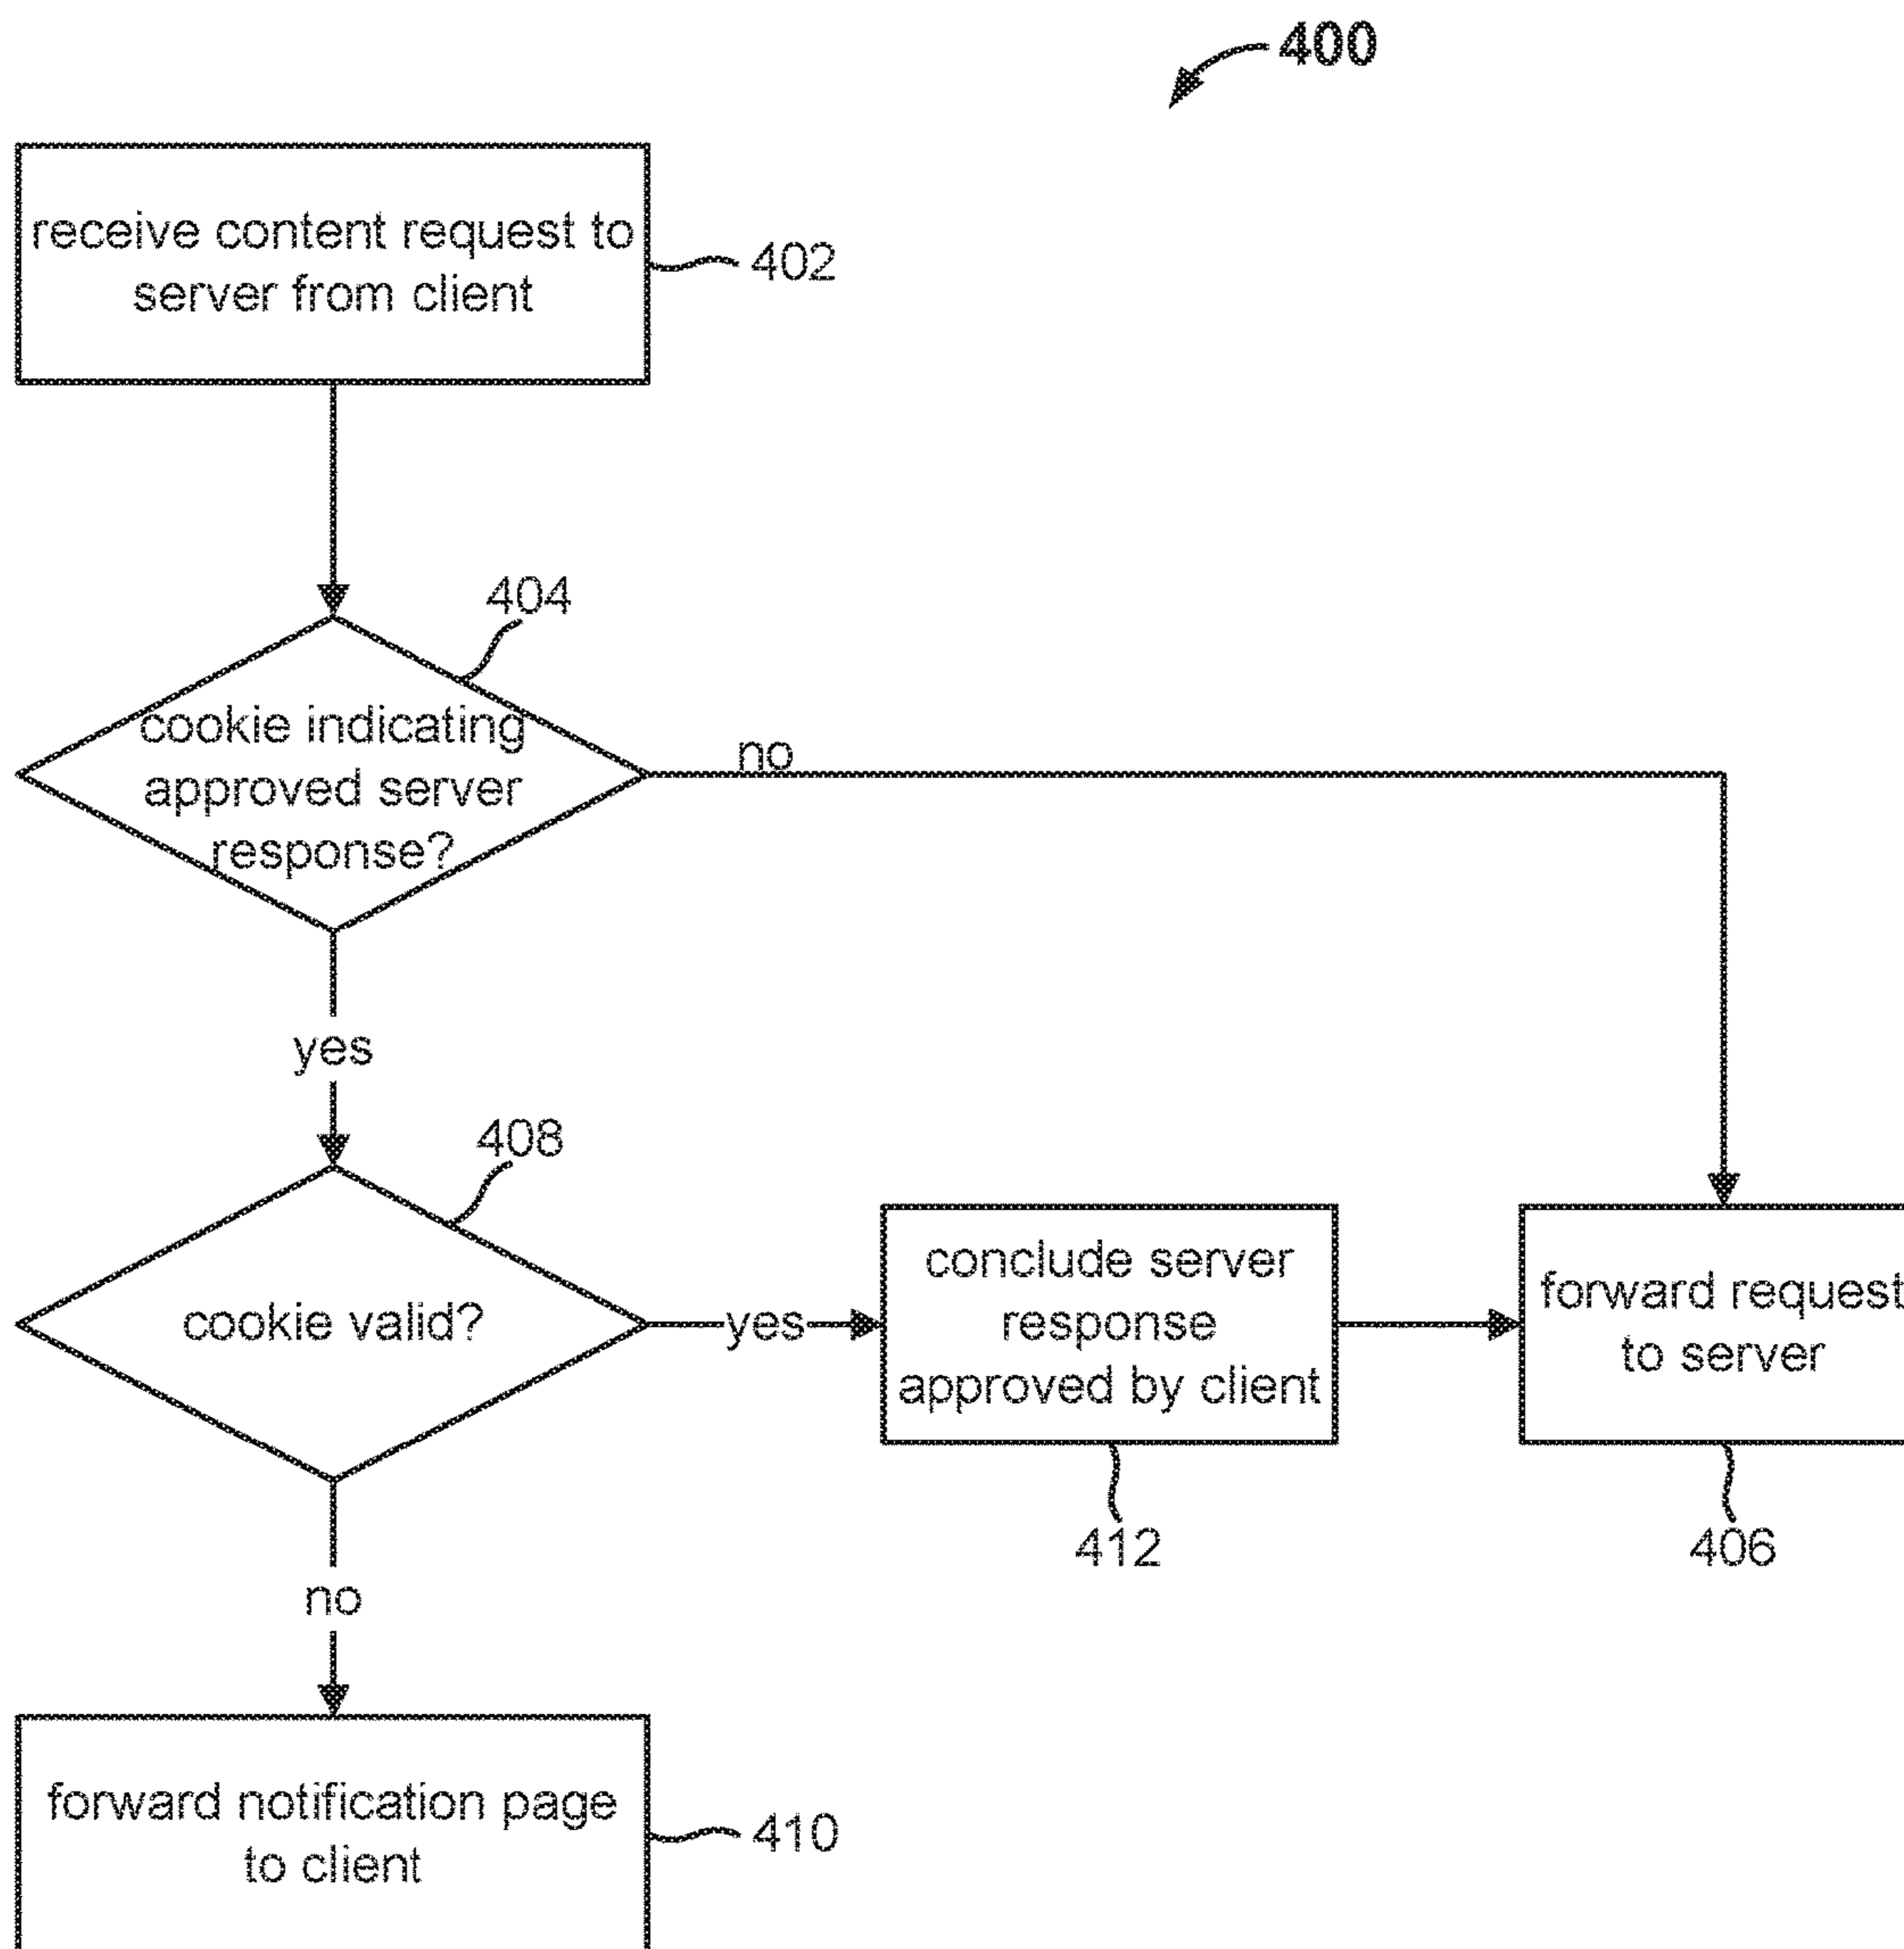 400
receive content request to
server from client
402
404
cookie indicating
approved server
response?
no
yes
408
cookie valid?
yes
conclude server
response
approved by client
412
forward request
to server
406
no
forward notification page
to client
410